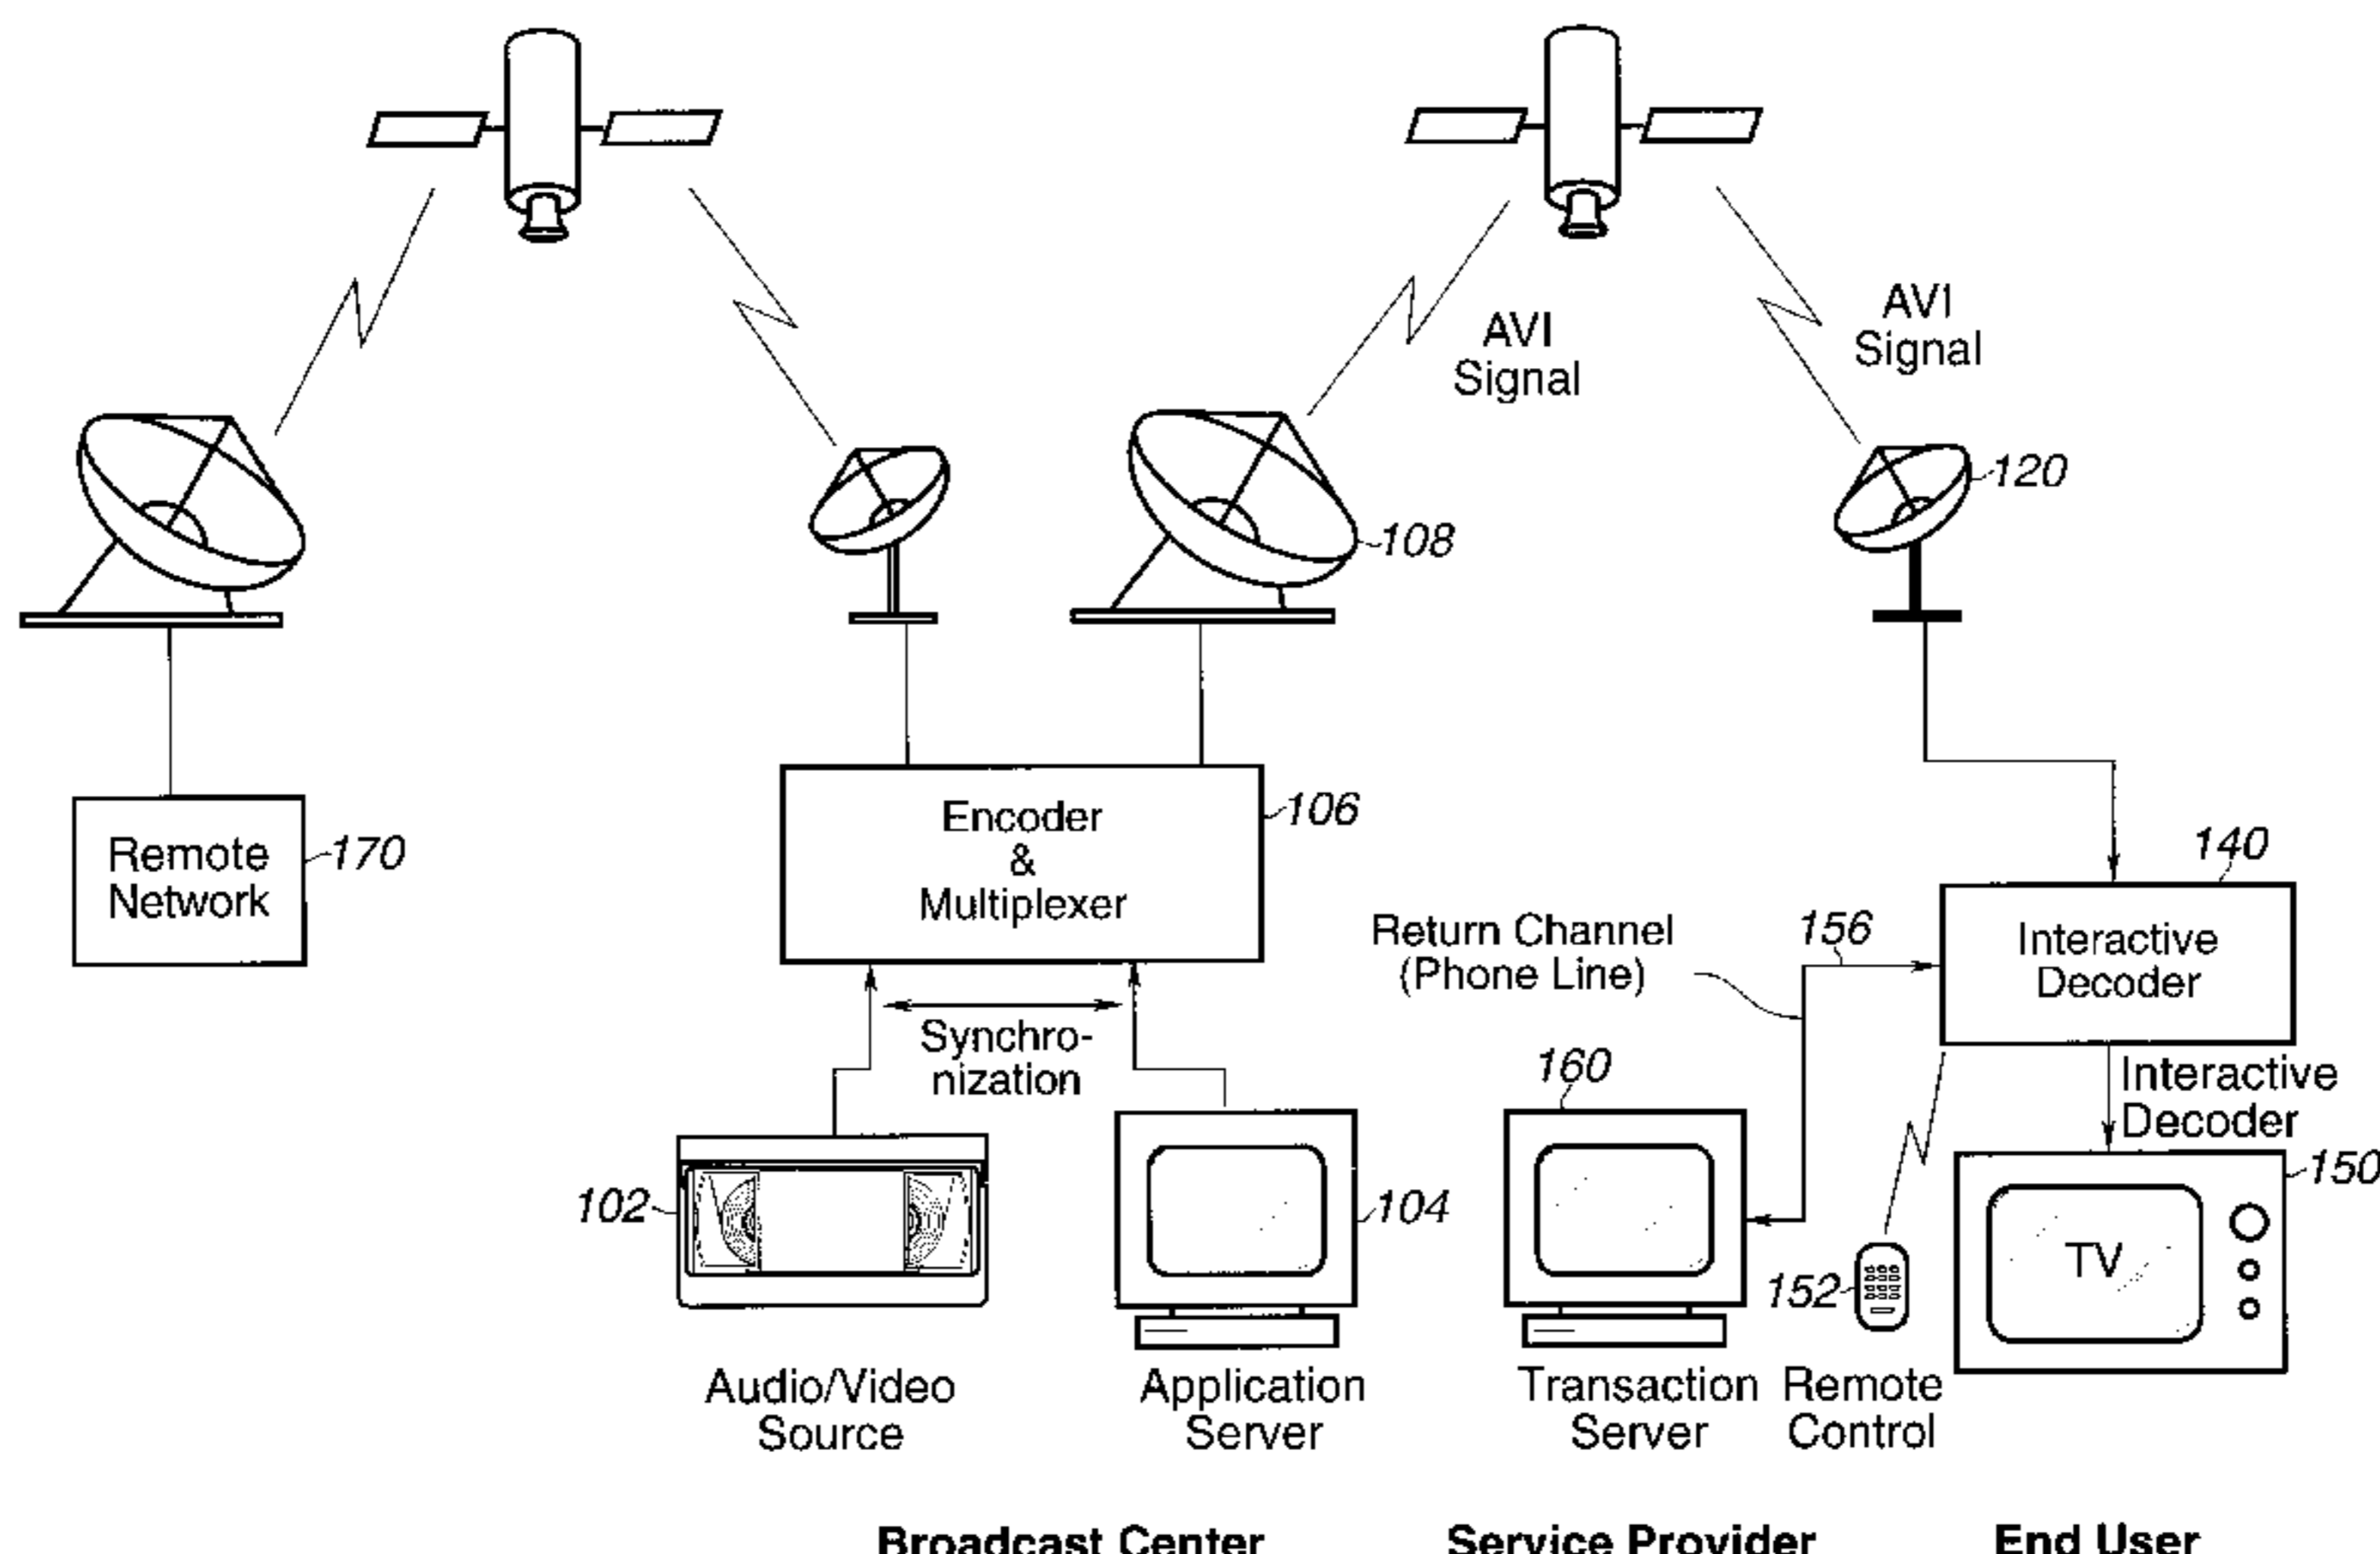 AVI
Signal
AVI
Signal
120
108
Remote
Network
170
Encoder
&
Multiplexer
106
140
Interactive
Decoder
Return Channel
(Phone Line)
156
Synchro-
nization
160
Interactive
Decoder
102
104
152
TV
150
Audio/Video
Source
Application
Server
Transaction
Server
Remote
Control
Broadcast Center
Service Provider
End User